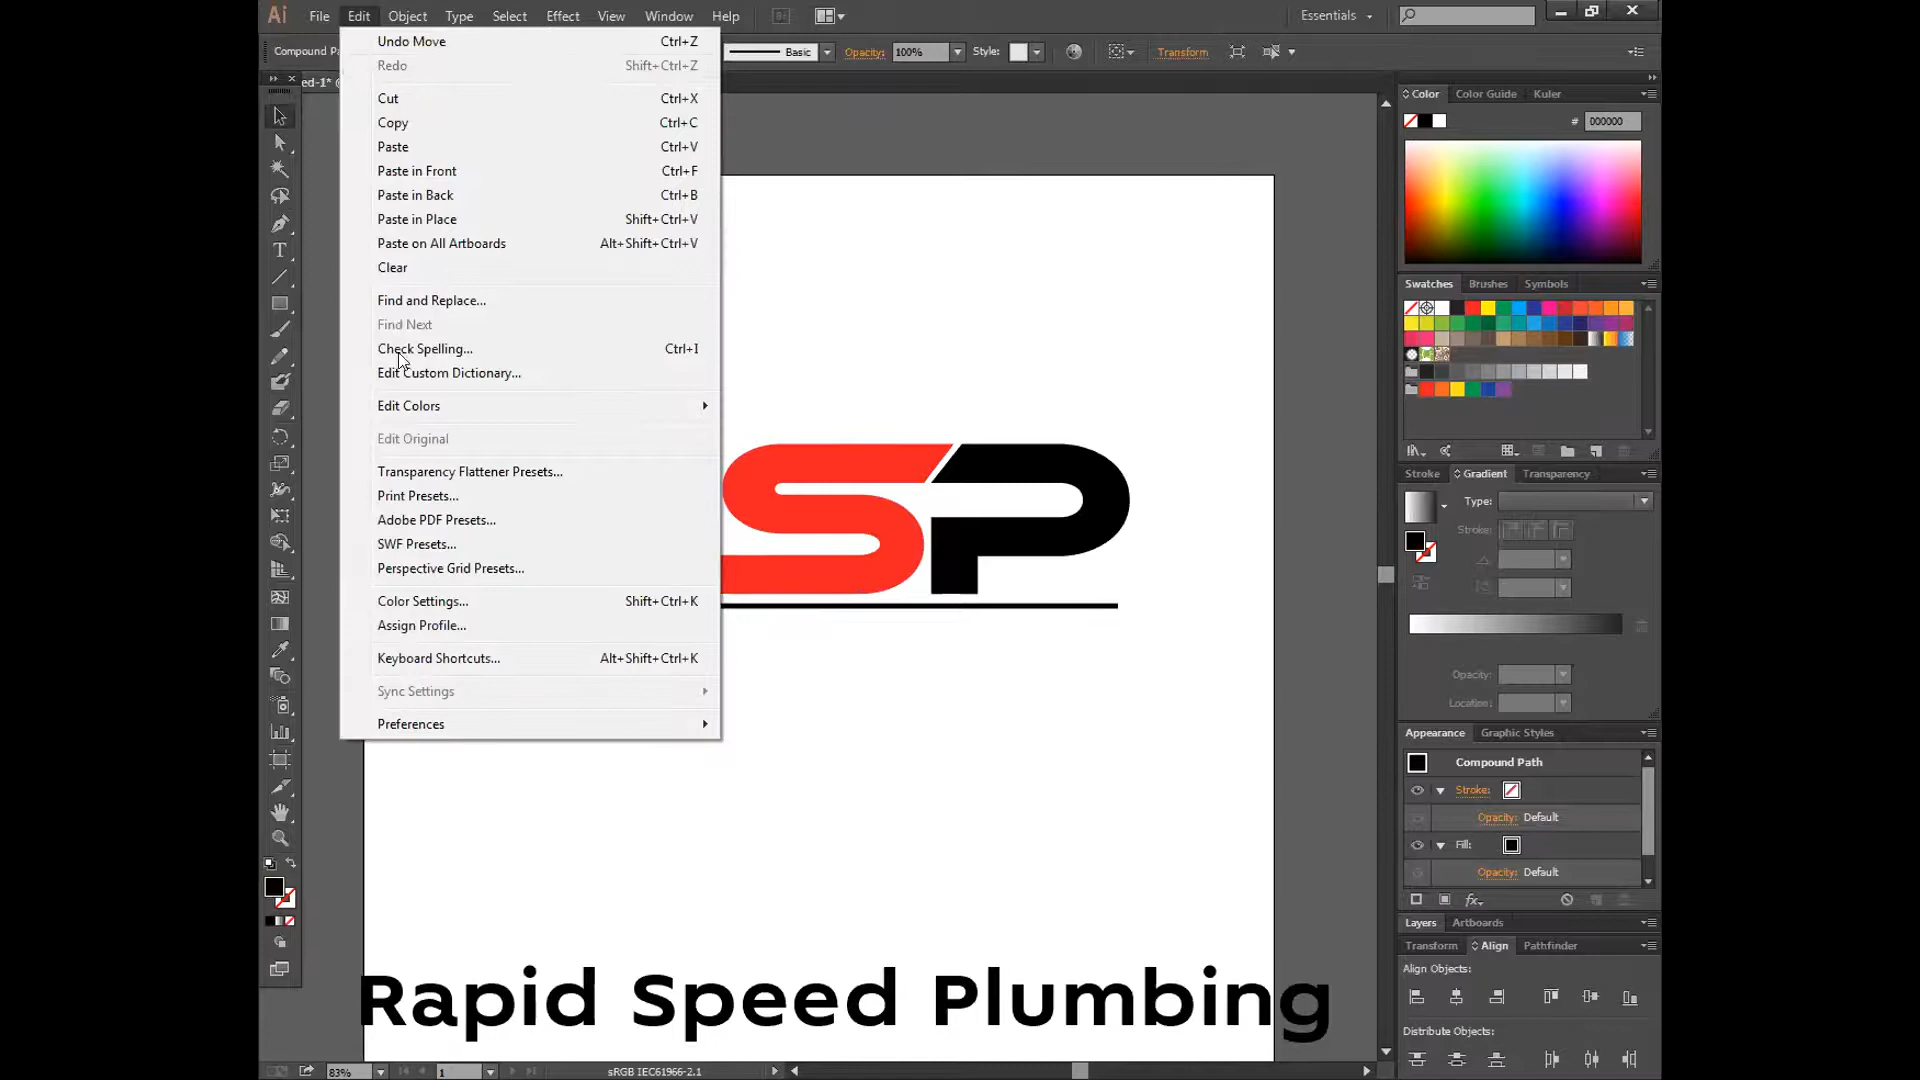 Ai File Edit Object Type Select Effect View Window Help Br Essentials
Compound Pa Basic Opacity: 100% Style: Transform
ed-1*
Undo Move Ctrl+Z
Redo Shift+Ctrl+Z
Cut Ctrl+X
Copy Ctrl+C
Paste Ctrl+V
Paste in Front Ctrl+F
Paste in Back Ctrl+B
Paste in Place Shift+Ctrl+V
Paste on All Artboards Alt+Shift+Ctrl+V
Clear
Find and Replace...
Find Next
Check Spelling... Ctrl+I
Edit Custom Dictionary...
Edit Colors
Edit Original
Transparency Flattener Presets...
Print Presets...
Adobe PDF Presets...
SWF Presets...
Perspective Grid Presets...
Color Settings... Shift+Ctrl+K
Assign Profile...
Keyboard Shortcuts... Alt+Shift+Ctrl+K
Sync Settings
Preferences
SP
Rapid Speed Plumbing
83% 1 sRGB IEC61966-2.1
Color Color Guide Kuler
# 000000
Swatches Brushes Symbols
Stroke Gradient Transparency
Type:
Stroke:
Opacity:
Location:
Appearance Graphic Styles
Compound Path
Stroke:
Opacity: Default
Fill:
Opacity: Default
fx
Layers Artboards
Transform Align Pathfinder
Align Objects:
Distribute Objects: